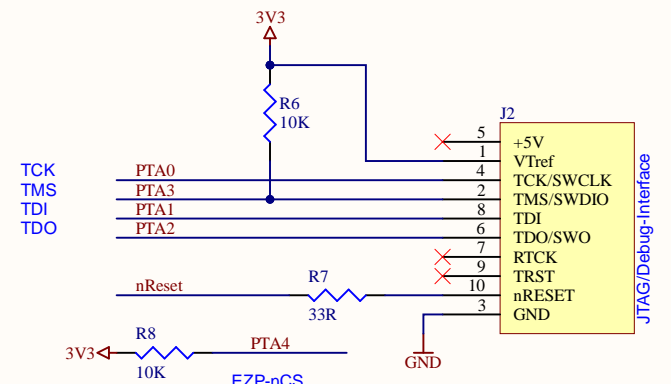 3V3
R6
10K
J2
5 +5V
1 VTref
TCK PTA0 4 TCK/SWCLK
TMS PTA3 2 TMS/SWDIO
TDI PTA1 8 TDI
TDO PTA2 6 TDO/SWO
7 RTCK
9 TRST
nReset R7 33R 10 nRESET
3 GND
JTAG/Debug-Interface
GND
3V3 R8 10K PTA4
EZP-nCS